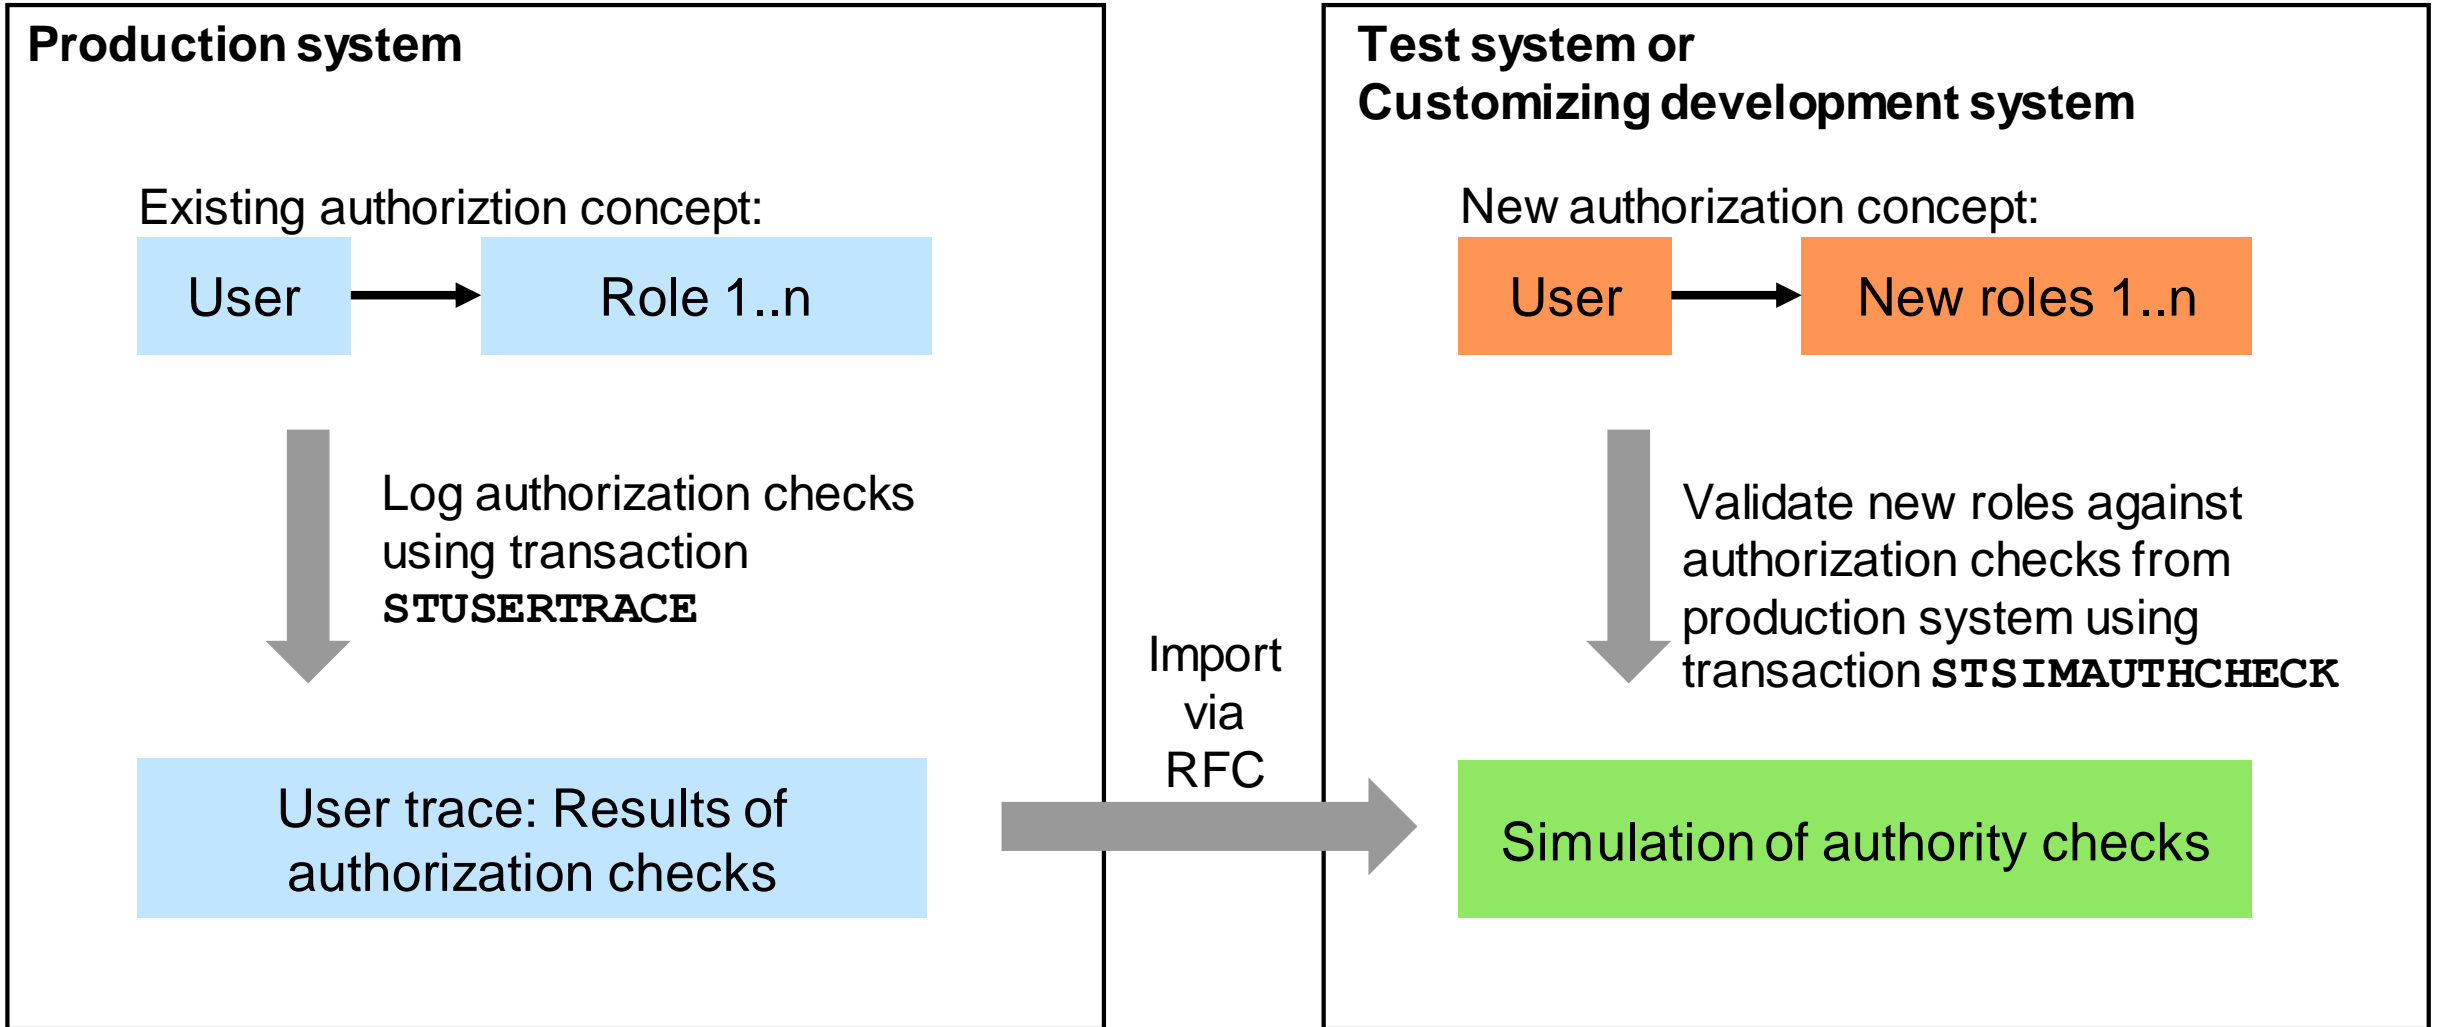 Production system
Existing authoriztion concept:
User
Role 1..n
Log authorization checks
using transaction
STUSERTRACE
User trace: Results of
authorization checks
Import
via
RFC
Test system or
Customizing development system
New authorization concept:
User
New roles 1..n
Validate new roles against
authorization checks from
production system using
transaction STSIMAUTHCHECK
Simulation of authority checks